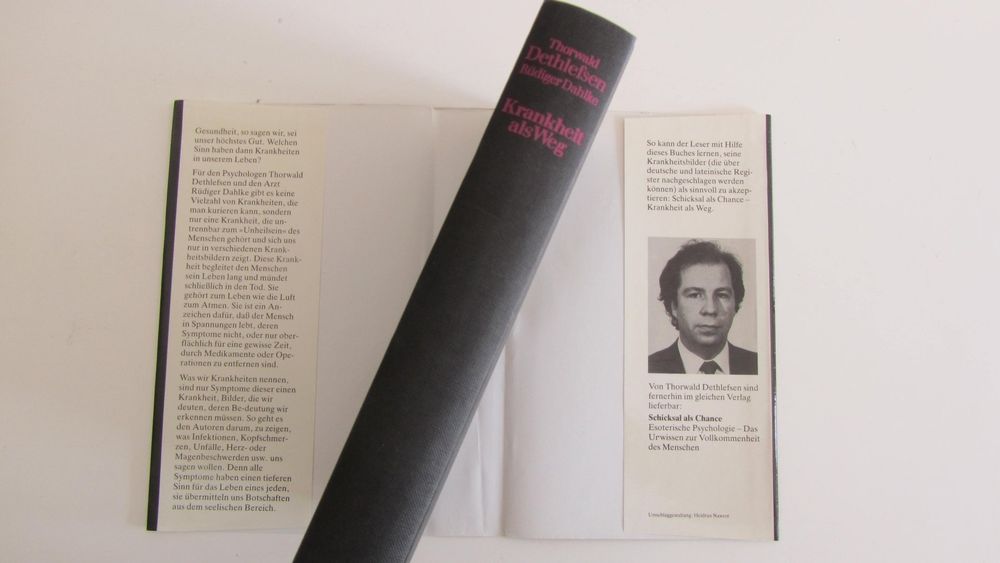 Gesundheit, so sagen wir, sei
unser höchstes Gut. Welchen
Sinn haben dann Krankheiten
in unserem Leben?
Für den Psychologen Thorwald
Dethlefsen und den Arzt
Rüdiger Dahlke gibt es keine
Vielzahl von Krankheiten, die
man kurieren kann, sondern
nur eine Krankheit, die un-
trennbar zum »Unheilsein« des
Menschen gehört und sich uns
nur in verschiedenen Krank-
heitsbildern zeigt. Diese Krank-
heit begleitet den Menschen
sein Leben lang und mündet
schließlich in den Tod. Sie
gehört zum Leben wie die Luft
zum Atmen. Sie ist ein An-
zeichen dafür, daß der Mensch
in Spannungen lebt, deren
Symptome nicht, oder nur ober-
flächlich für eine gewisse Zeit,
durch Medikamente oder Ope-
rationen zu entfernen sind.
Was wir Krankheiten nennen,
sind nur Symptome dieser einen
Krankheit, Bilder, die wir
deuten, deren Be-deutung wir
erkennen müssen. So geht es
den Autoren darum, zu zeigen,
was Infektionen, Kopfschmer-
zen, Unfälle, Herz- oder
Magenbeschwerden usw. uns
sagen wollen. Denn alle
Symptome haben einen tieferen
Sinn für das Leben eines jeden,
sie übermitteln uns Botschaften
aus dem seelischen Bereich.
Thorwald
Dethlefsen
Rüdiger Dahlke
Krankheit
als Weg
So kann der Leser mit Hilfe
dieses Buches lernen, seine
Krankheitsbilder (die über
deutsche und lateinische Regi-
ster nachgeschlagen werden
können) als sinnvoll zu akzep-
tieren: Schicksal als Chance –
Krankheit als Weg.
Von Thorwald Dethlefsen sind
fernerhin im gleichen Verlag
lieferbar:
Schicksal als Chance
Esoterische Psychologie – Das
Urwissen zur Vollkommenheit
des Menschen
Umschlaggestaltung: Heidrun Nawrot